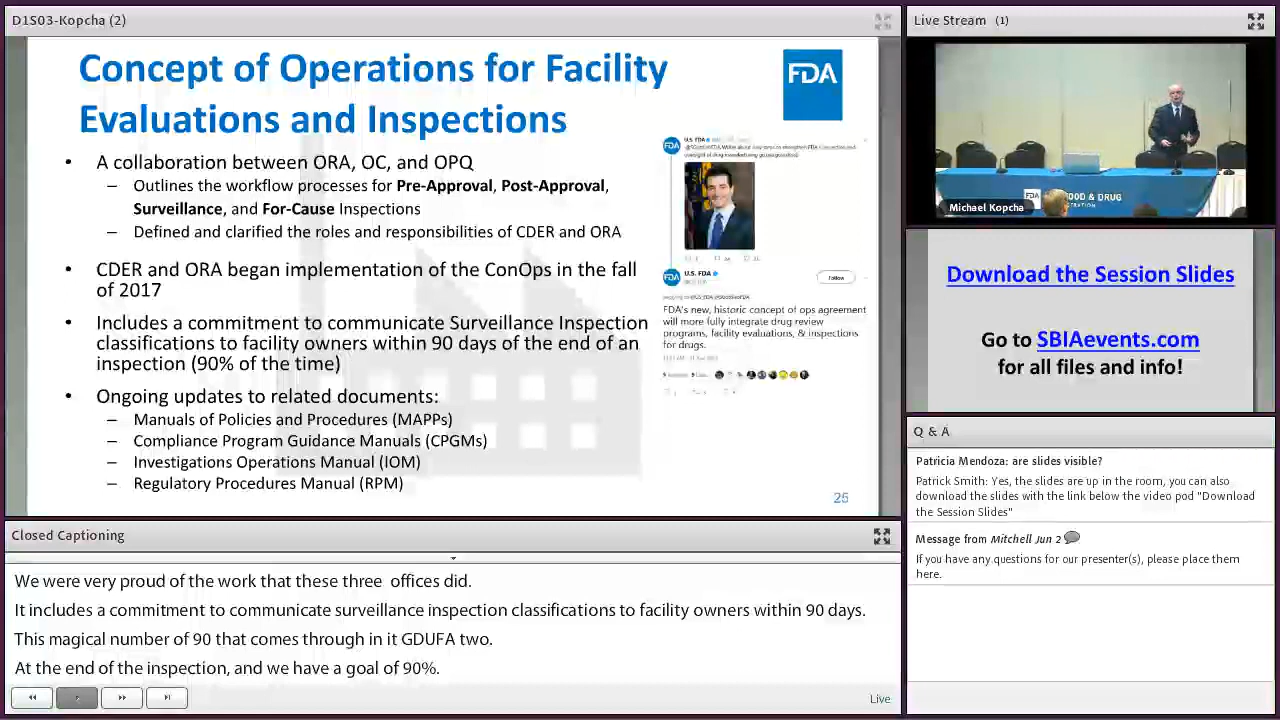 D1S03-Kopcha (2)
Concept of Operations for Facility
Evaluations and Inspections
FDA
• A collaboration between ORA, OC, and OPQ
– Outlines the workflow processes for Pre-Approval, Post-Approval,
Surveillance, and For-Cause Inspections
– Defined and clarified the roles and responsibilities of CDER and ORA
• CDER and ORA began implementation of the ConOps in the fall
of 2017
• Includes a commitment to communicate Surveillance Inspection
classifications to facility owners within 90 days of the end of an
inspection (90% of the time)
• Ongoing updates to related documents:
– Manuals of Policies and Procedures (MAPPs)
– Compliance Program Guidance Manuals (CPGMs)
– Investigations Operations Manual (IOM)
– Regulatory Procedures Manual (RPM)
FDA
U.S. FDA
FDA
U.S. FDA
Follow
FDA's new, historic concept of ops agreement
will more fully integrate drug review
programs, facility evaluations, & inspections
for drugs.
25
Closed Captioning
We were very proud of the work that these three offices did.
It includes a commitment to communicate surveillance inspection classifications to facility owners within 90 days.
This magical number of 90 that comes through in it GDUFA two.
At the end of the inspection, and we have a goal of 90%.
Live
Live Stream (1)
FDA
OOD & DRUG
Michael Kopcha
Download the Session Slides
Go to SBIAevents.com
for all files and info!
Q & A
Patricia Mendoza: are slides visible?
Patrick Smith: Yes, the slides are up in the room, you can also
download the slides with the link below the video pod "Download
the Session Slides"
Message from Mitchell Jun 2
If you have any questions for our presenter(s), please place them
here.